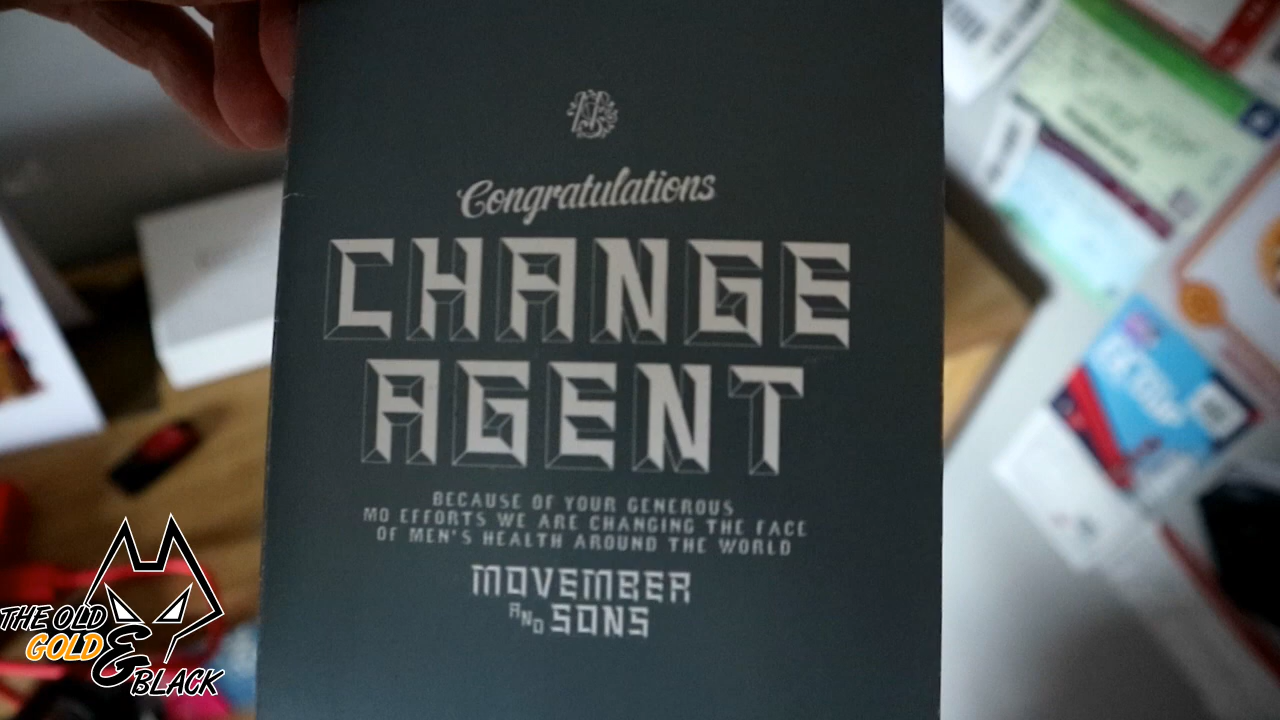 Congratulations
CHANGE
AGENT
BECAUSE OF YOUR GENEROUS
MO EFFORTS WE ARE CHANGING THE FACE
OF MEN'S HEALTH AROUND THE WORLD
MOVEMBER
AND SONS
THE OLD
GOLD
&
BLACK